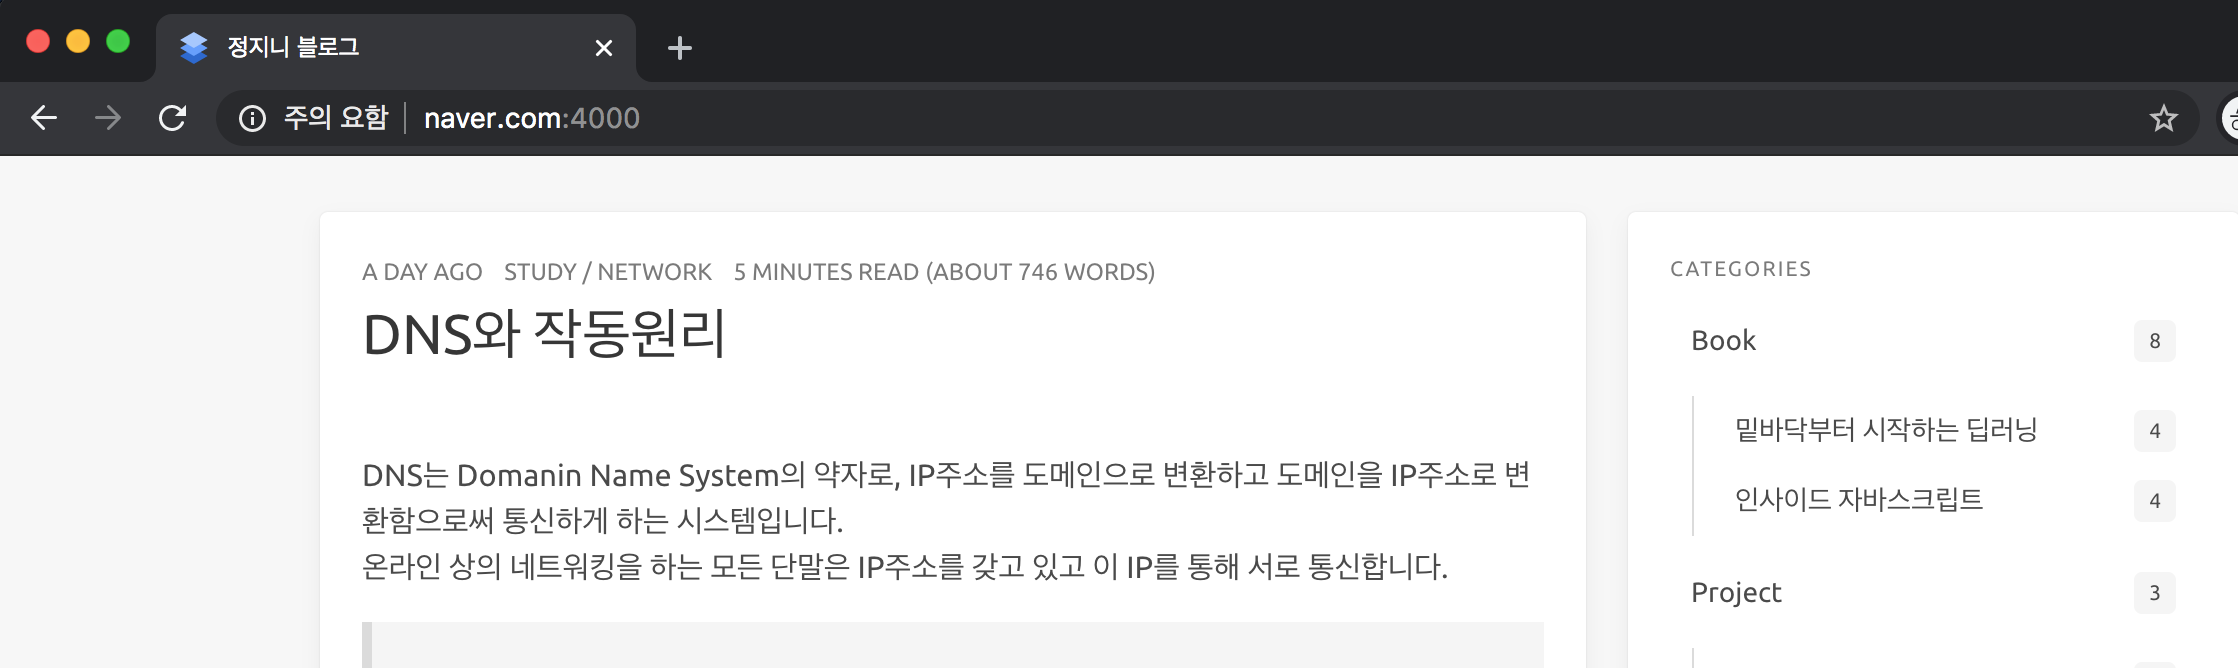 정지니 블로그
주의 요함 naver.com:4000
A DAY AGO STUDY / NETWORK 5 MINUTES READ (ABOUT 746 WORDS)
DNS와 작동원리
DNS는 Domanin Name System의 약자로, IP주소를 도메인으로 변환하고 도메인을 IP주소로 변
환함으로써 통신하게 하는 시스템입니다.
온라인 상의 네트워킹을 하는 모든 단말은 IP주소를 갖고 있고 이 IP를 통해 서로 통신합니다.
CATEGORIES
Book 8
밑바닥부터 시작하는 딥러닝 4
인사이드 자바스크립트 4
Project 3